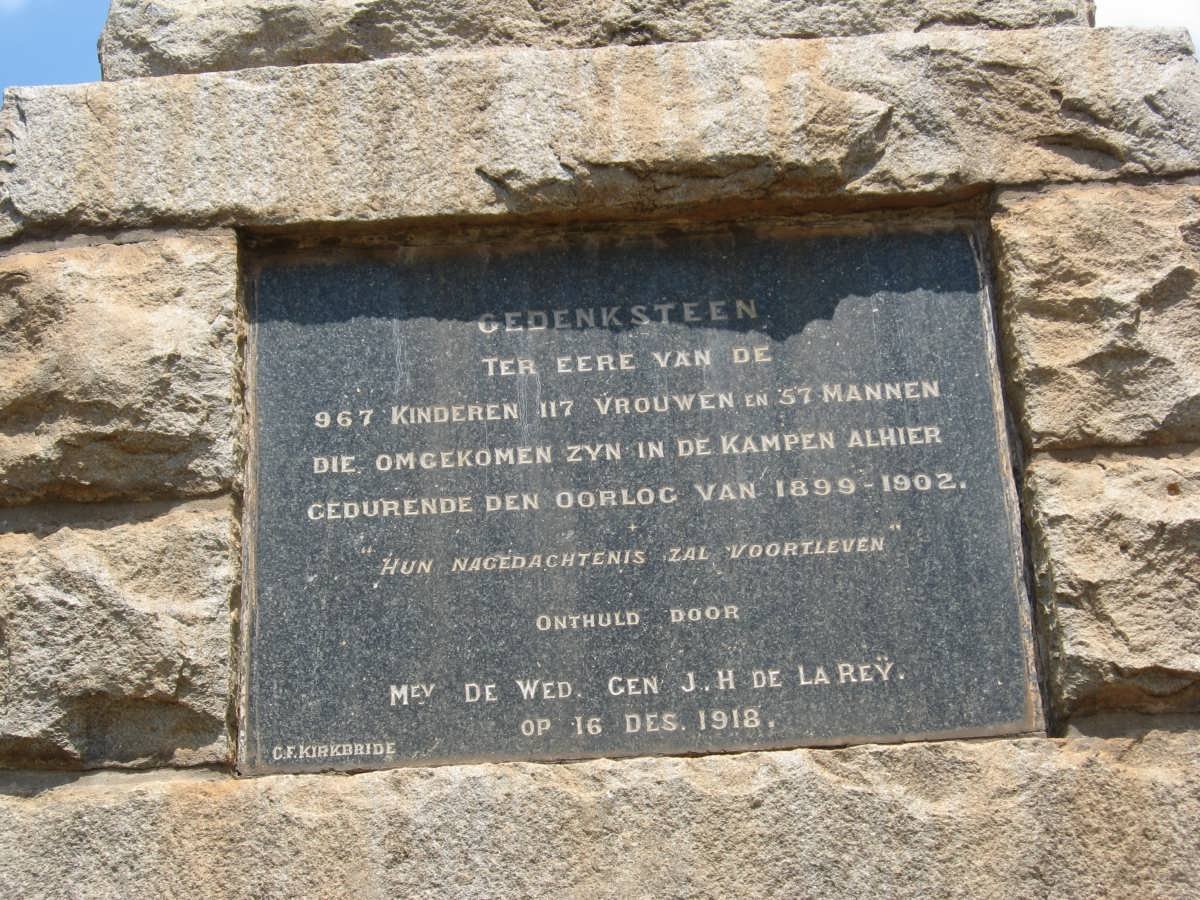 GEDENKSTEEN
TER EERE VAN DE
967 KINDEREN 117 VROUWEN EN 57 MANNEN
DIE OMGEKOMEN ZYN IN DE KAMPEN ALHIER
GEDURENDE DEN OORLOG VAN 1899-1902.
"HUN NAGEDACHTENIS ZAL VOORTLEVEN"
ONTHULD DOOR
MEV DE WED. GEN J.H DE LA REŸ.
OP 16 DES. 1918.
C.F. KIRKBRIDE